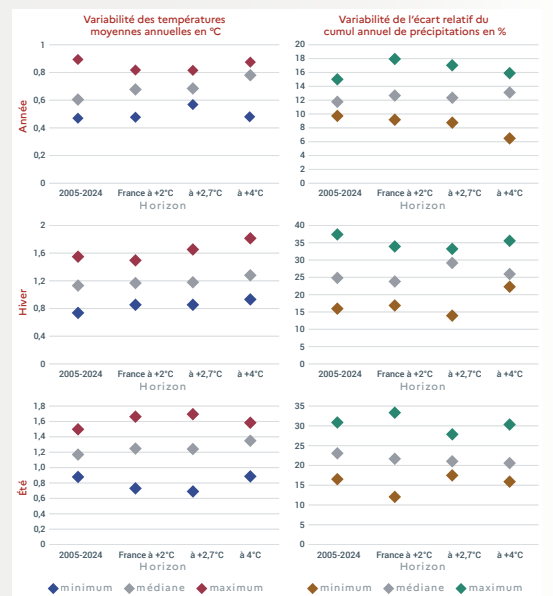 Variabilité des températures
moyennes annuelles en °C
Variabilité de l'écart relatif du
cumul annuel de précipitations en %
Année
1
0,8
0,6
0,4
0,2
0
2005-2024 France à +2°C à +2,7°C à +4°C
Horizon
20
18
16
14
12
10
8
6
4
2
0
2005-2024 France à +2°C à +2,7°C à +4°C
Horizon
Hiver
2
1,6
1,2
0,8
0,4
0
2005-2024 France à +2°C à +2,7°C à +4°C
Horizon
40
35
30
25
20
15
10
5
0
2005-2024 France à +2°C à +2,7°C à +4°C
Horizon
Été
1,8
1,6
1,4
1,2
1,0
0,8
0,6
0,4
0,2
0
2005-2024 France à +2°C à +2,7°C à 4°C
Horizon
35
30
25
20
15
10
5
0
2005-2024 France à +2°C à +2,7°C à +4°C
Horizon
minimum médiane maximum
minimum médiane maximum